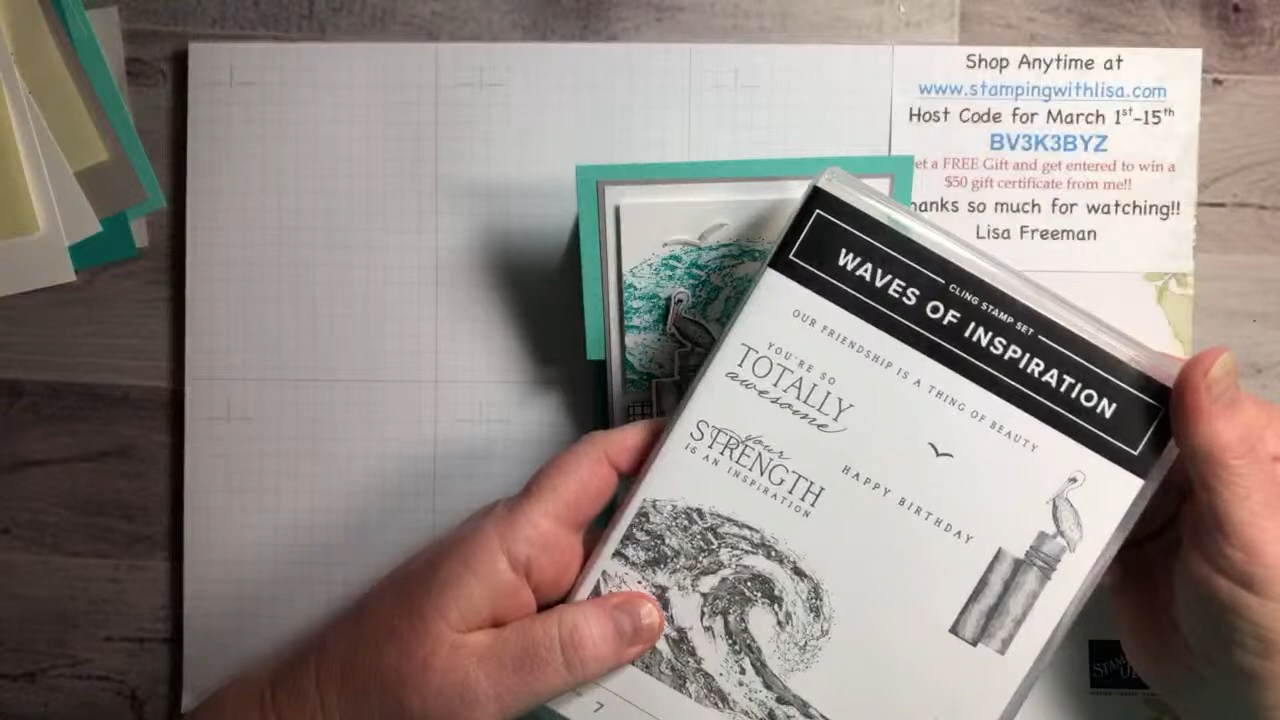 Shop Anytime at
www.stampingwithlisa.com
Host Code for March 1st-15th
BV3K3BYZ
a FREE Gift and get entered to win a
$50 gift certificate from me!!
so much for watching!!
Lisa Freeman
CLING STAMP SET
WAVES OF INSPIRATION
OUR FRIENDSHIP IS A THING OF BEAUTY
YOU'RE SO
TOTALLY
awesome
your
STRENGTH
IS AN INSPIRATION
HAPPY BIRTHDAY
7